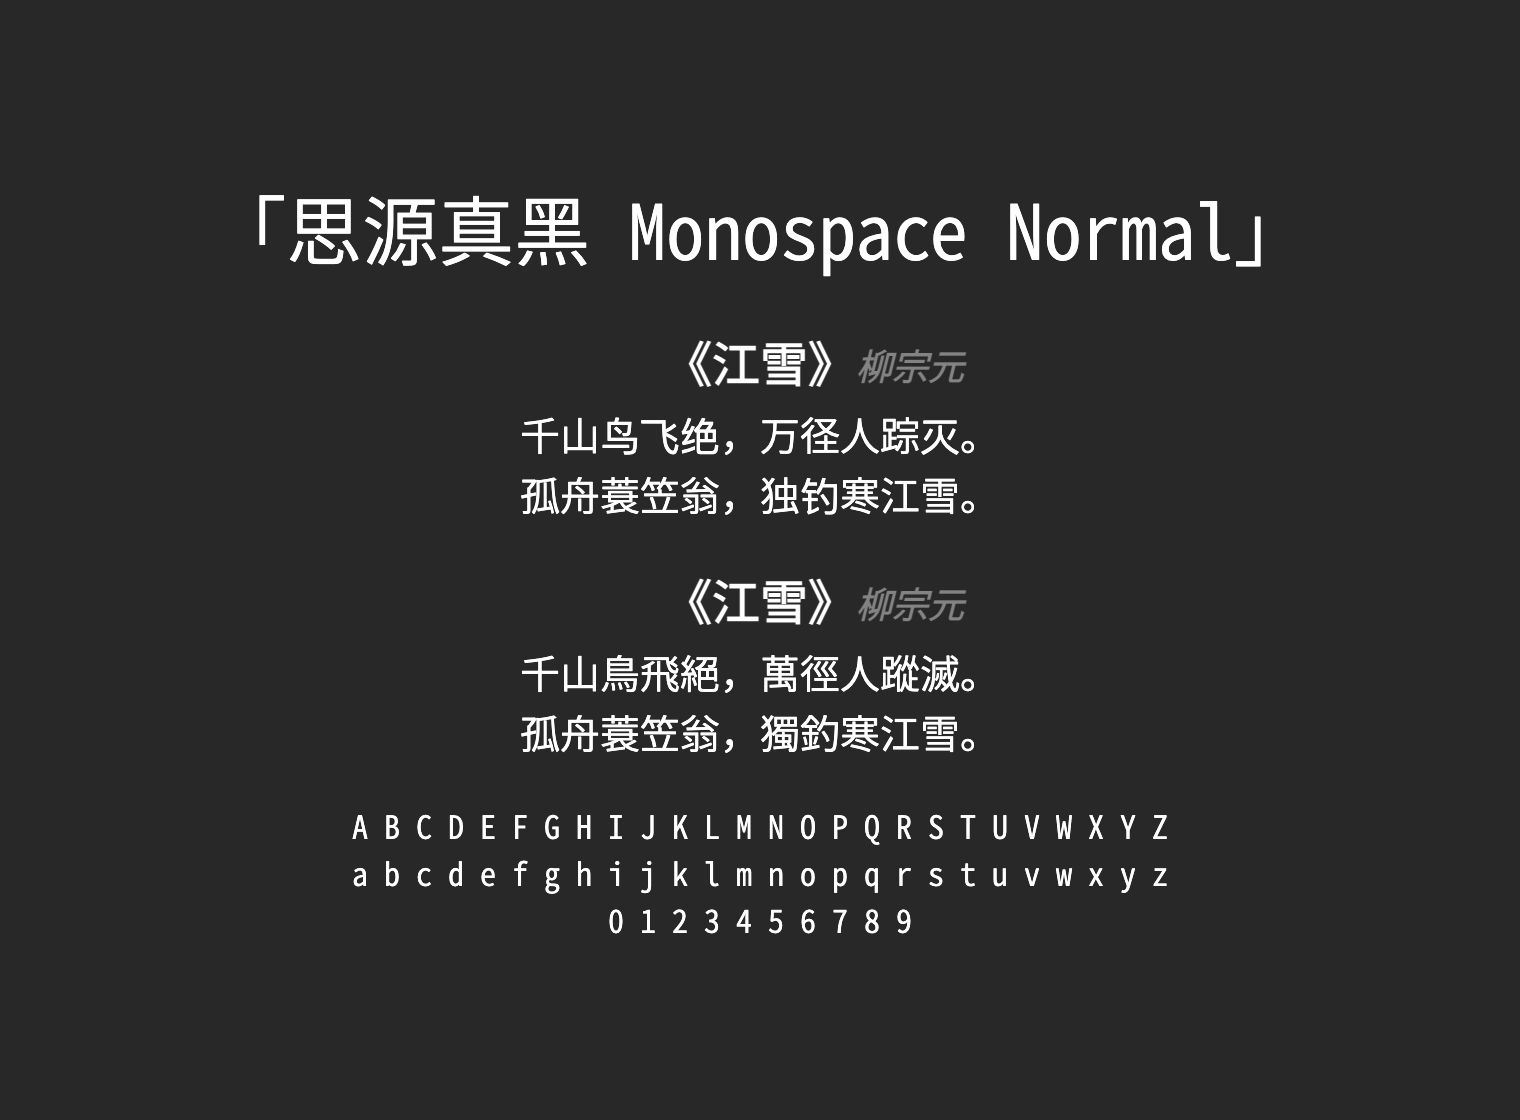 「思源真黑 Monospace Normal」
《江雪》柳宗元
千山鸟飞绝，万径人踪灭。
孤舟蓑笠翁，独钓寒江雪。
《江雪》柳宗元
千山鳥飛絕，萬徑人蹤滅。
孤舟蓑笠翁，獨釣寒江雪。
A B C D E F G H I J K L M N O P Q R S T U V W X Y Z
a b c d e f g h i j k l m n o p q r s t u v w x y z
0 1 2 3 4 5 6 7 8 9